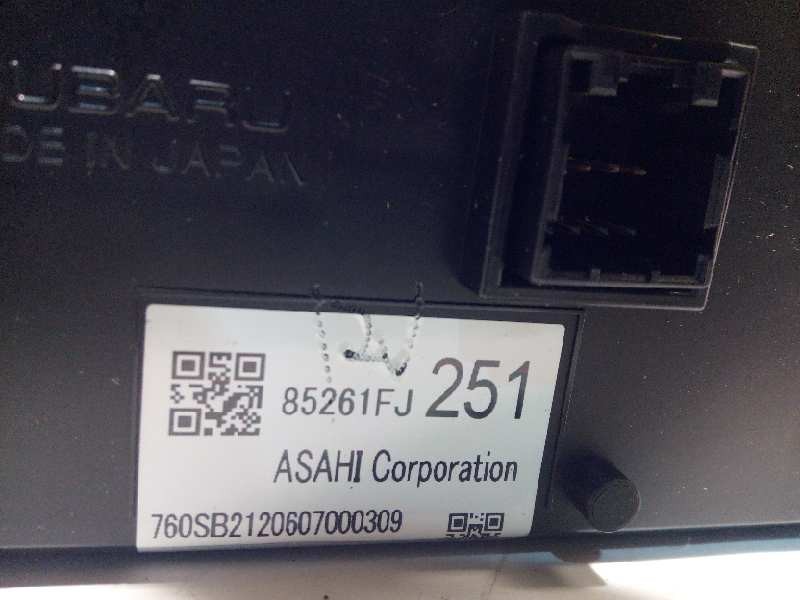 UBARU
DE IN JAPAN
85261FJ 251
ASAHI Corporation
760SB2120607000309